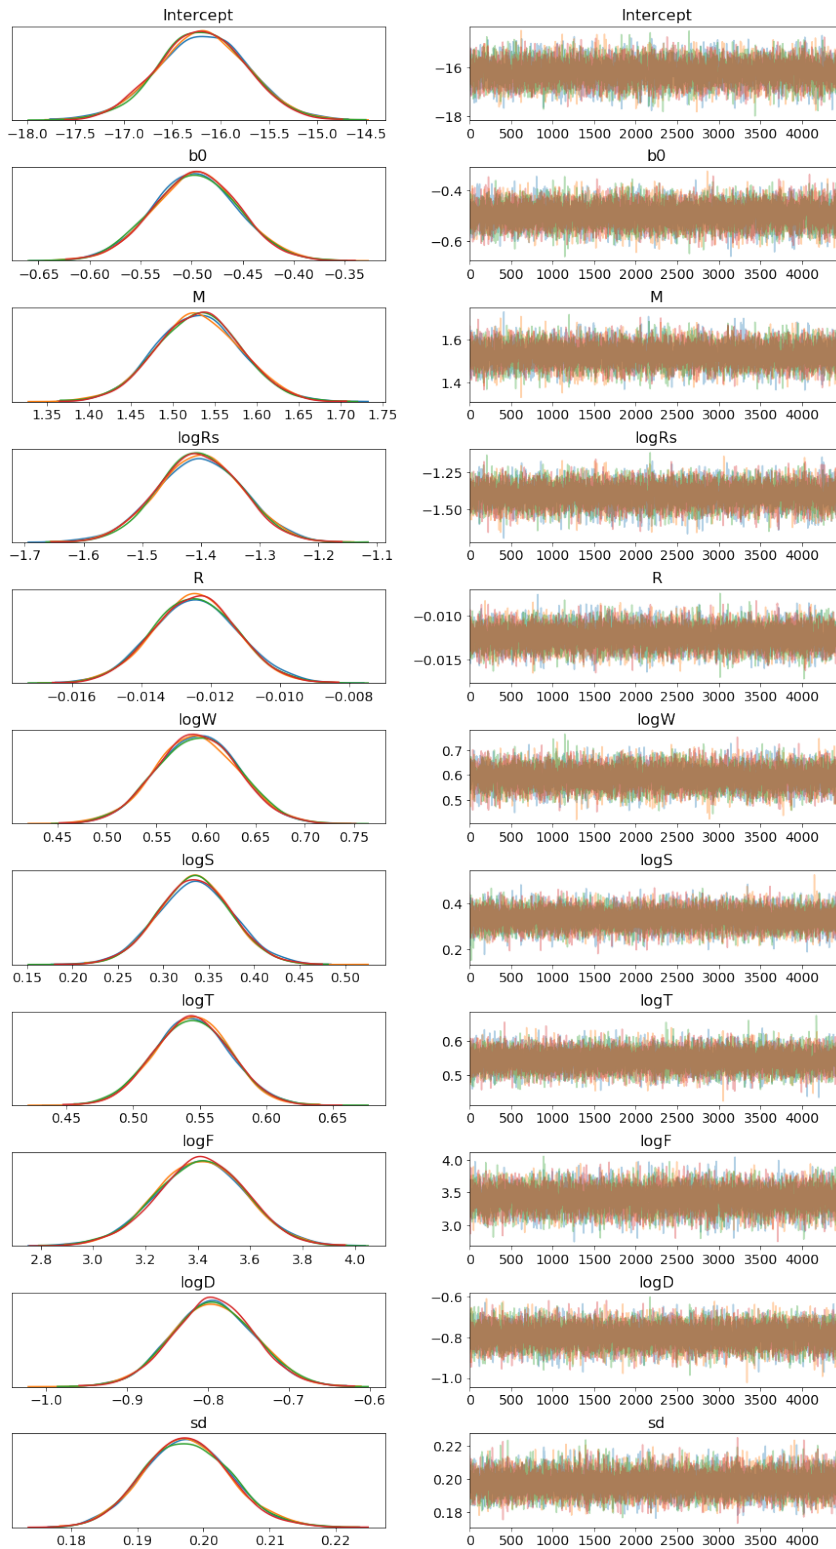 Intercept Intercept
−16
−18
−18.0 −17.5 −17.0 −16.5 −16.0 −15.5 −15.0 −14.5 0 500 1000 1500 2000 2500 3000 3500 4000
b0 b0
−0.4
−0.6
−0.65 −0.60 −0.55 −0.50 −0.45 −0.40 −0.35 0 500 1000 1500 2000 2500 3000 3500 4000
M M
1.6
1.4
1.35 1.40 1.45 1.50 1.55 1.60 1.65 1.70 1.75 0 500 1000 1500 2000 2500 3000 3500 4000
logRs logRs
−1.25
−1.50
−1.7 −1.6 −1.5 −1.4 −1.3 −1.2 −1.1 0 500 1000 1500 2000 2500 3000 3500 4000
R R
−0.010
−0.015
−0.016 −0.014 −0.012 −0.010 −0.008 0 500 1000 1500 2000 2500 3000 3500 4000
logW logW
0.7
0.6
0.5
0.45 0.50 0.55 0.60 0.65 0.70 0.75 0 500 1000 1500 2000 2500 3000 3500 4000
logS logS
0.4
0.2
0.15 0.20 0.25 0.30 0.35 0.40 0.45 0.50 0 500 1000 1500 2000 2500 3000 3500 4000
logT logT
0.6
0.5
0.45 0.50 0.55 0.60 0.65 0 500 1000 1500 2000 2500 3000 3500 4000
logF logF
4.0
3.5
3.0
2.8 3.0 3.2 3.4 3.6 3.8 4.0 0 500 1000 1500 2000 2500 3000 3500 4000
logD logD
−0.6
−0.8
−1.0
−1.0 −0.9 −0.8 −0.7 −0.6 0 500 1000 1500 2000 2500 3000 3500 4000
sd sd
0.22
0.20
0.18
0.18 0.19 0.20 0.21 0.22 0 500 1000 1500 2000 2500 3000 3500 4000